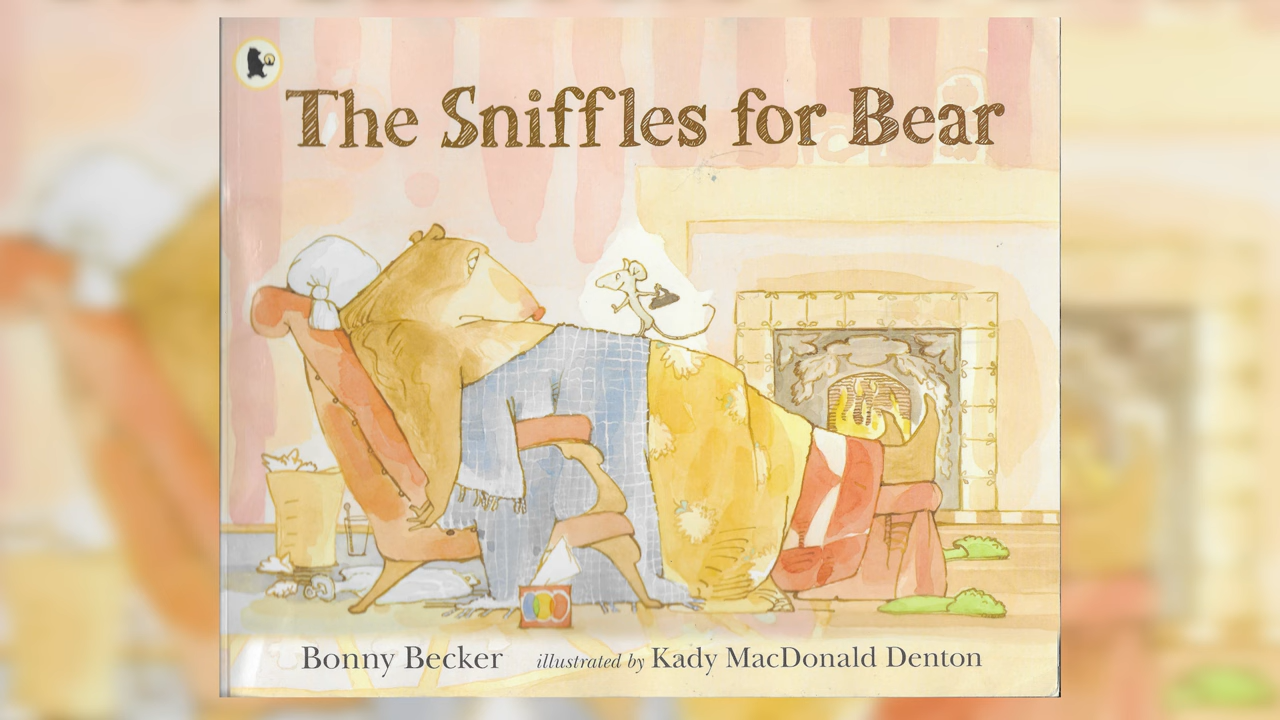 The Sniffles for Bear
Bonny Becker illustrated by Kady MacDonald Denton